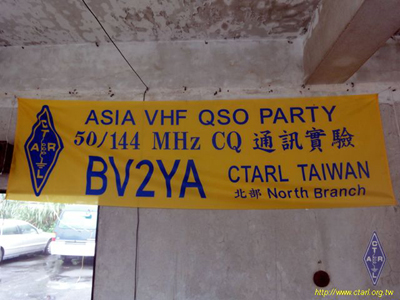 ASIA VHF QSO PARTY
50/144 MHz CQ 通訊實驗
BV2YA
CTARL TAIWAN
北部 North Branch
C
T
A E R
L
http://www.ctarl.org.tw